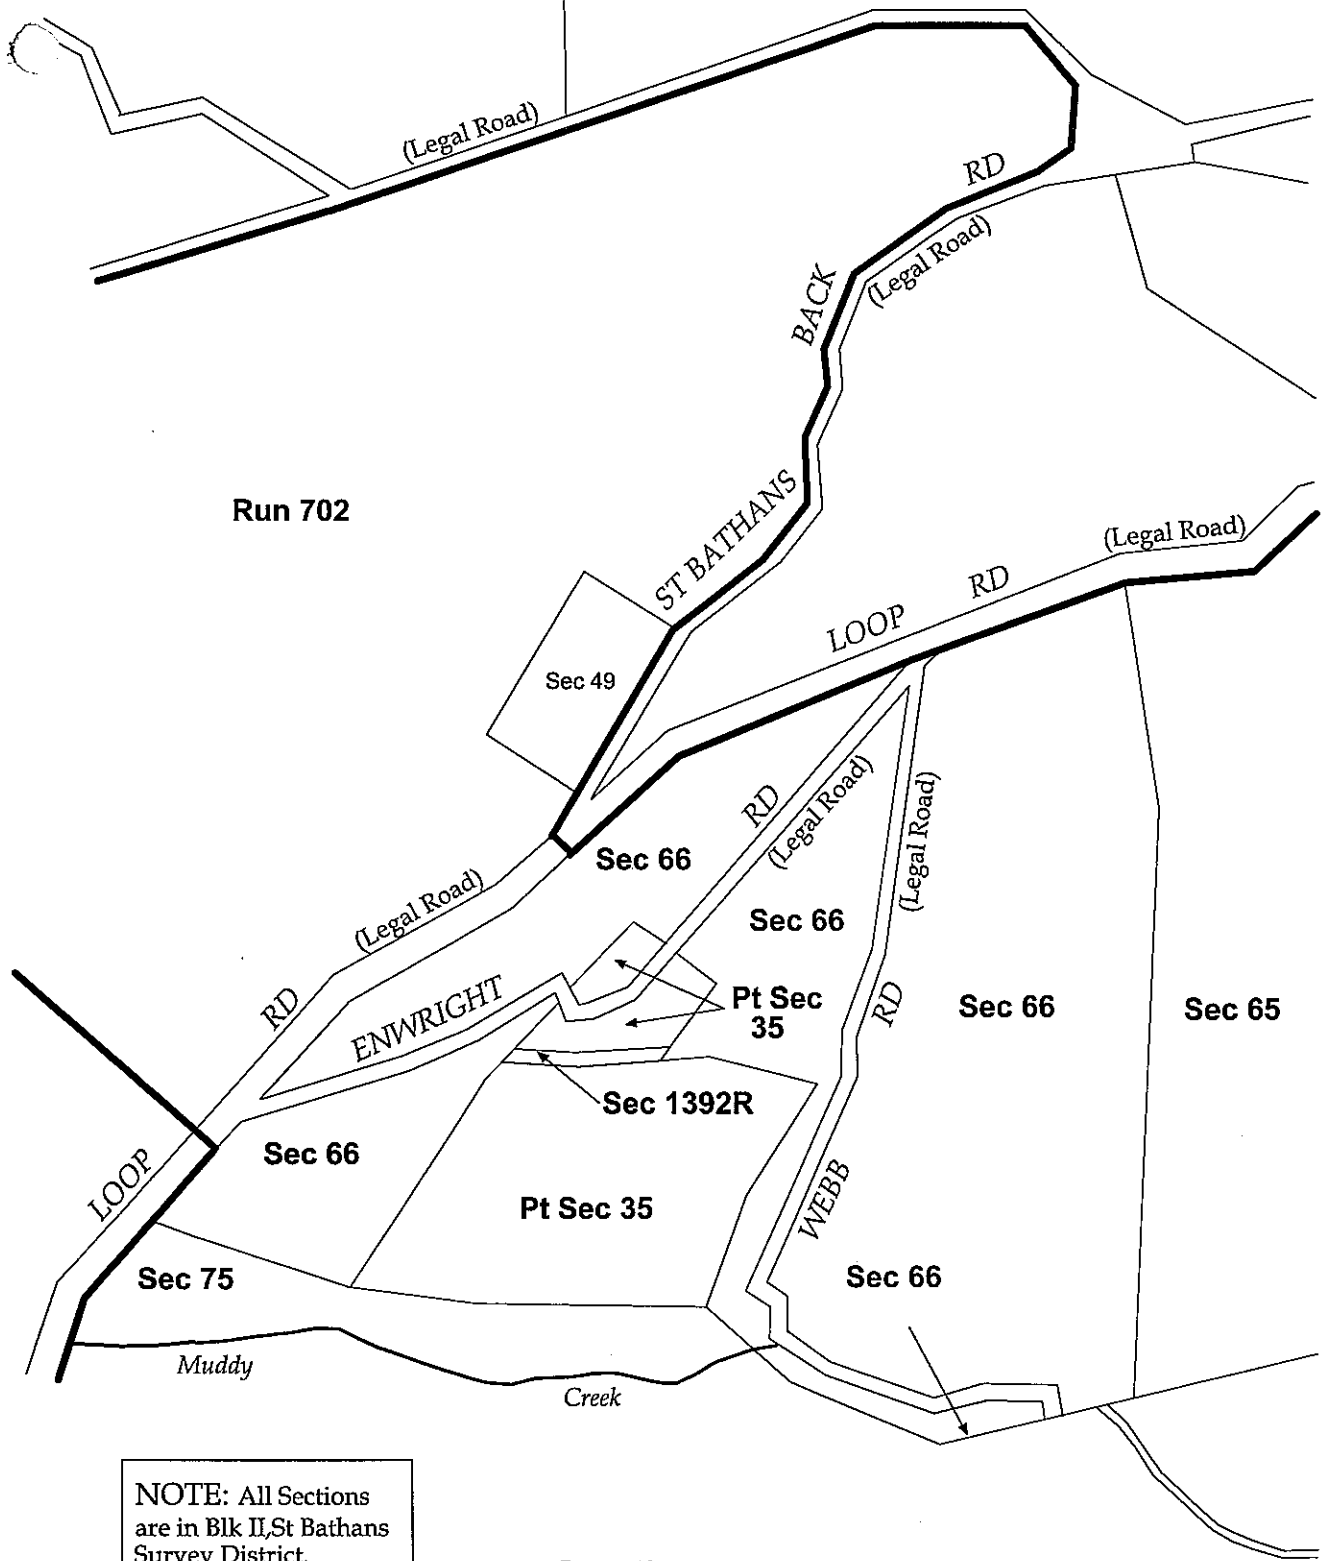 (Legal Road)
RD
(Legal Road)
BACK
ST BATHANS
Run 702
(Legal Road)
RD
LOOP
Sec 49
RD
(Legal Road)
(Legal Road)
Sec 66
(Legal Road)
Sec 66
RD
ENWRIGHT
Pt Sec
35
RD
Sec 66
Sec 65
Sec 1392R
Sec 66
LOOP
Pt Sec 35
WEBB
Sec 75
Sec 66
Muddy
Creek
NOTE: All Sections
are in Blk II,St Bathans
Survey District.